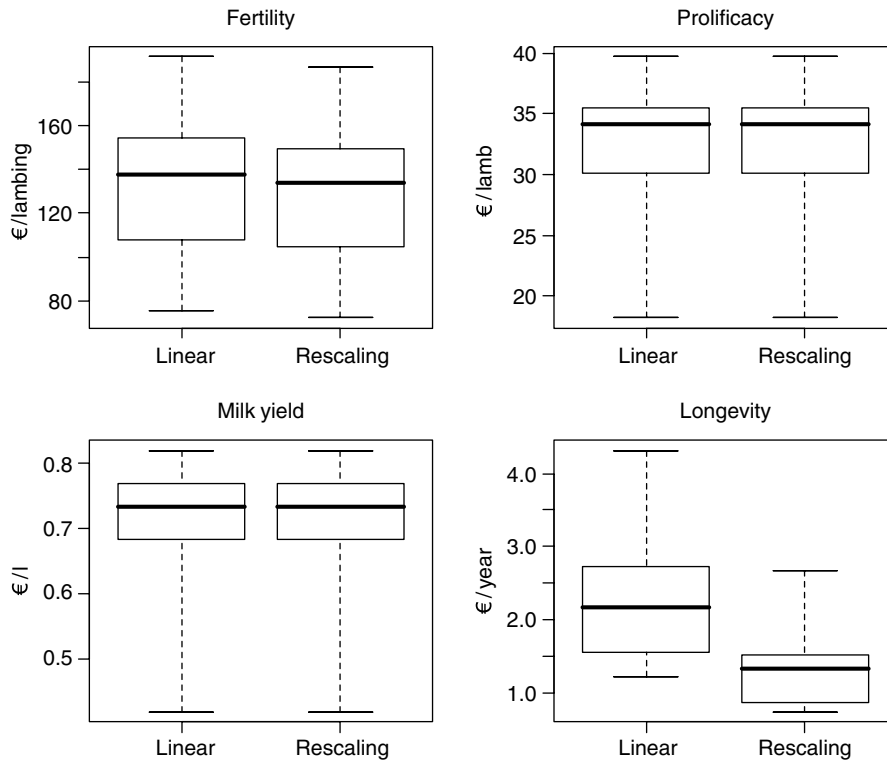 Fertility
€/lambing
160
120
80
Linear
Rescaling
Prolificacy
€/lamb
40
35
30
25
20
Linear
Rescaling
Milk yield
€/l
0.8
0.7
0.6
0.5
Linear
Rescaling
Longevity
€/year
4.0
3.0
2.0
1.0
Linear
Rescaling